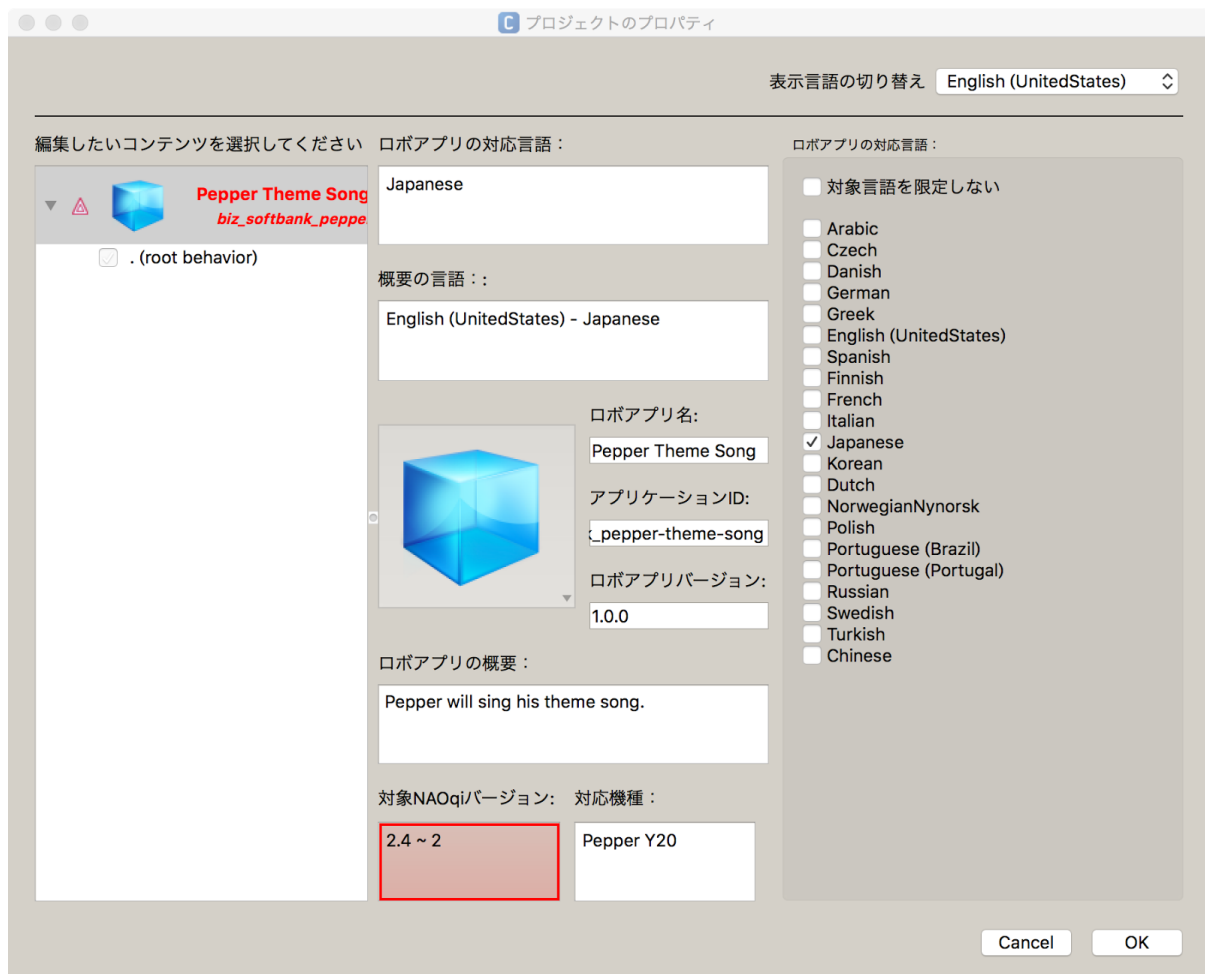 C プロジェクトのプロパティ
表示言語の切り替え English (UnitedStates)
編集したいコンテンツを選択してください
Pepper Theme Song
biz_softbank_peppe
. (root behavior)
ロボアプリの対応言語：
Japanese
概要の言語：:
English (UnitedStates) - Japanese
ロボアプリ名:
Pepper Theme Song
アプリケーションID:
_pepper-theme-song
ロボアプリバージョン:
1.0.0
ロボアプリの概要：
Pepper will sing his theme song.
対象NAOqiバージョン:
2.4 ~ 2
対応機種：
Pepper Y20
ロボアプリの対応言語：
対象言語を限定しない
Arabic
Czech
Danish
German
Greek
English (UnitedStates)
Spanish
Finnish
French
Italian
Japanese
Korean
Dutch
NorwegianNynorsk
Polish
Portuguese (Brazil)
Portuguese (Portugal)
Russian
Swedish
Turkish
Chinese
Cancel
OK